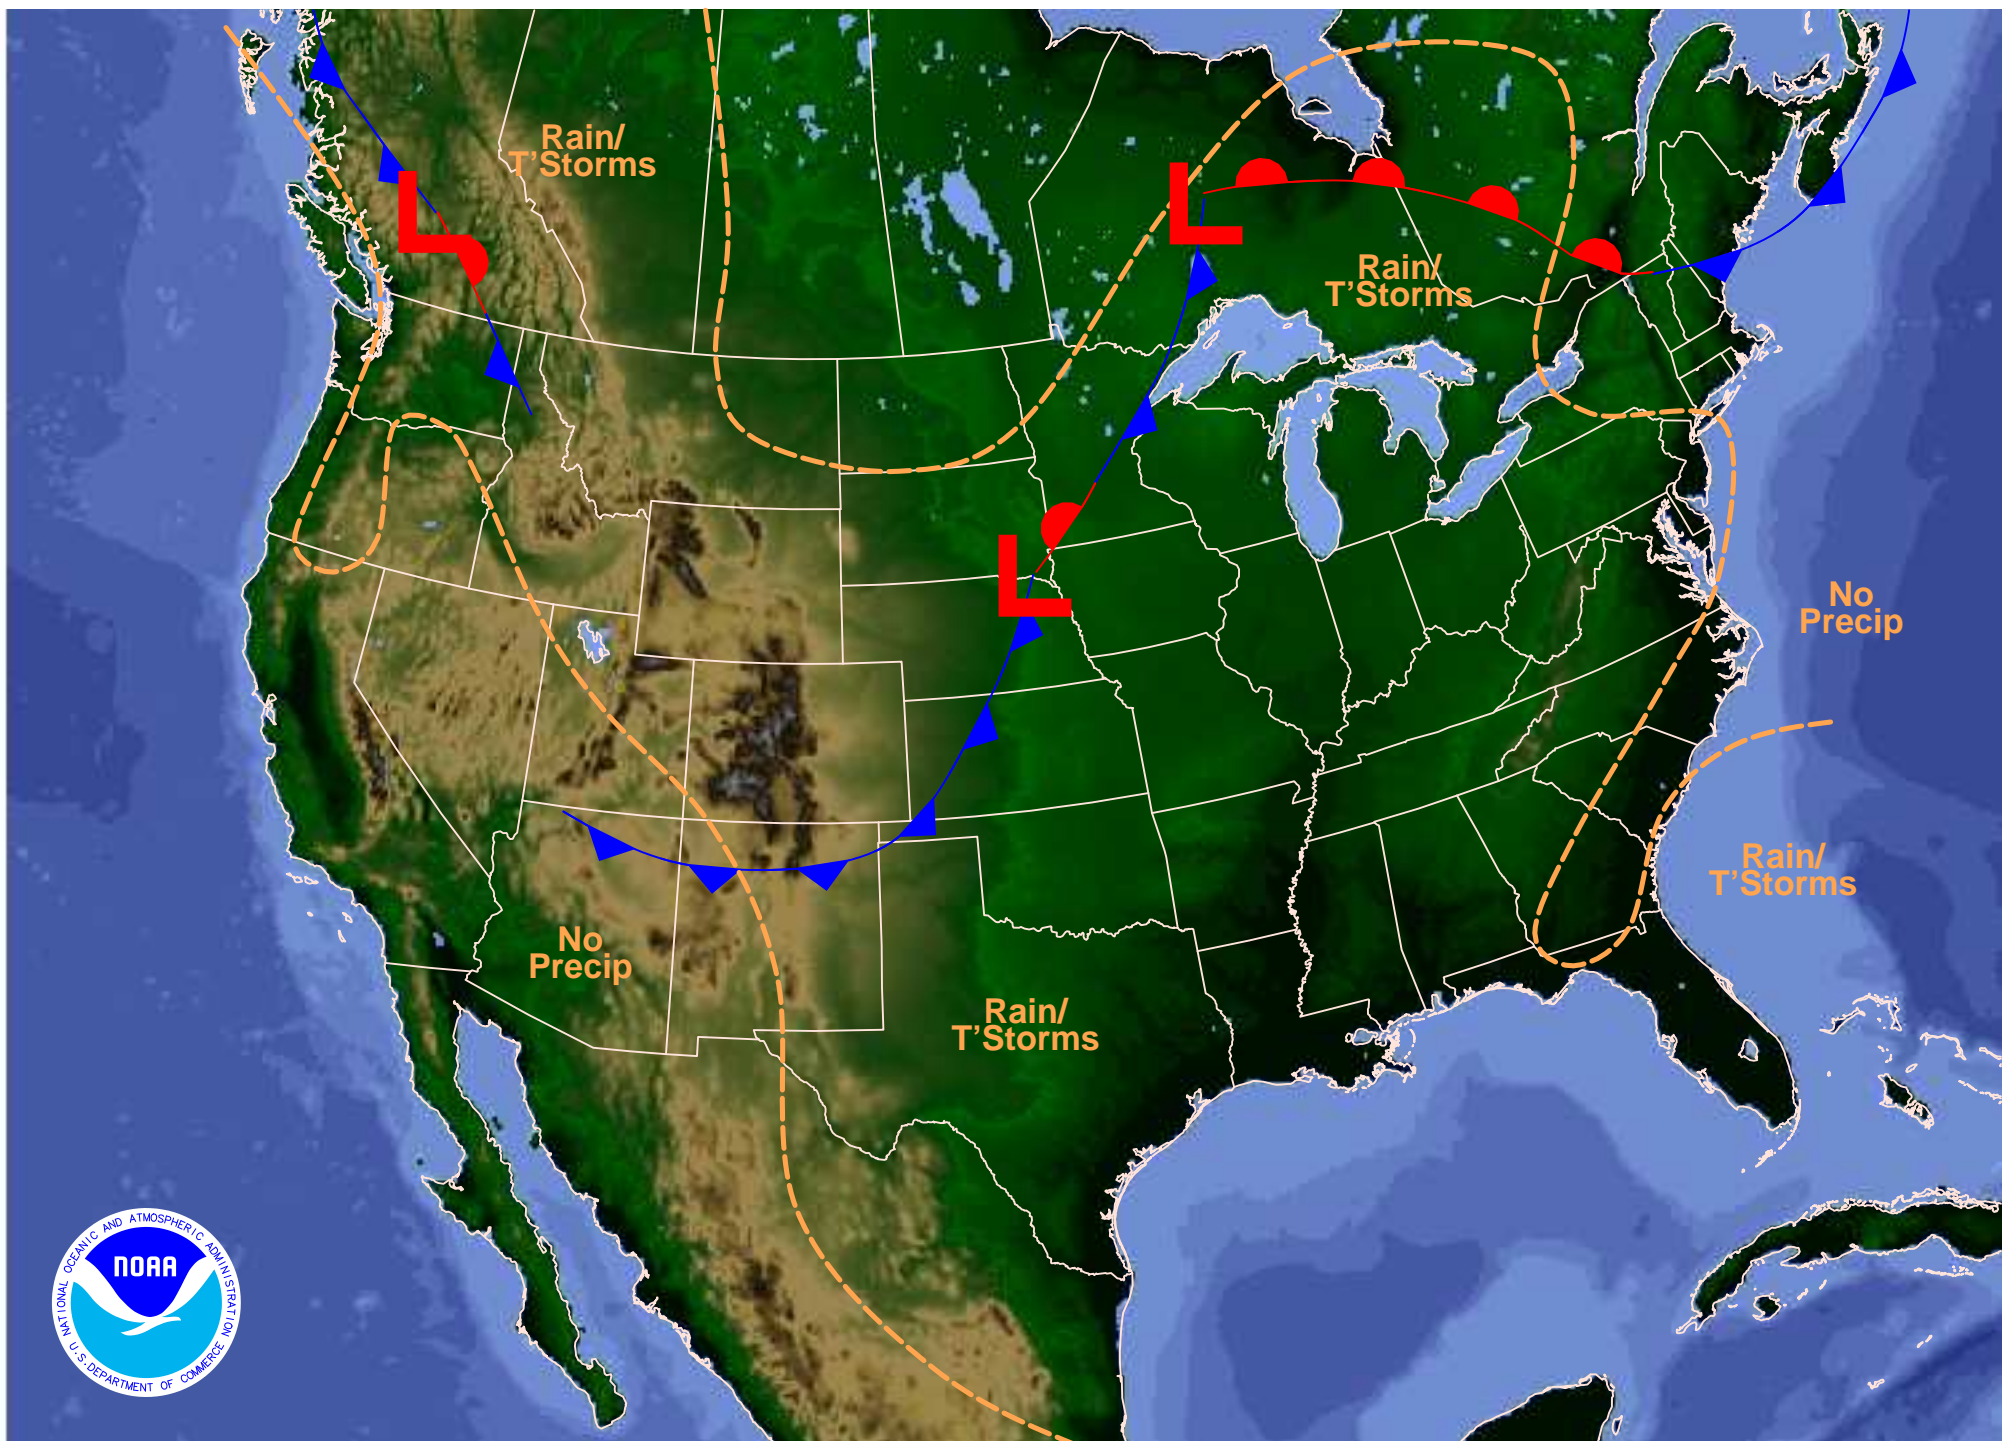 Rain/
T'Storms
L
L
Rain/
T'Storms
L
No
Precip
Rain/
T'Storms
No
Precip
Rain/
T'Storms
NATIONAL OCEANIC AND ATMOSPHERIC ADMINISTRATION
NOAA
U.S. DEPARTMENT OF COMMERCE